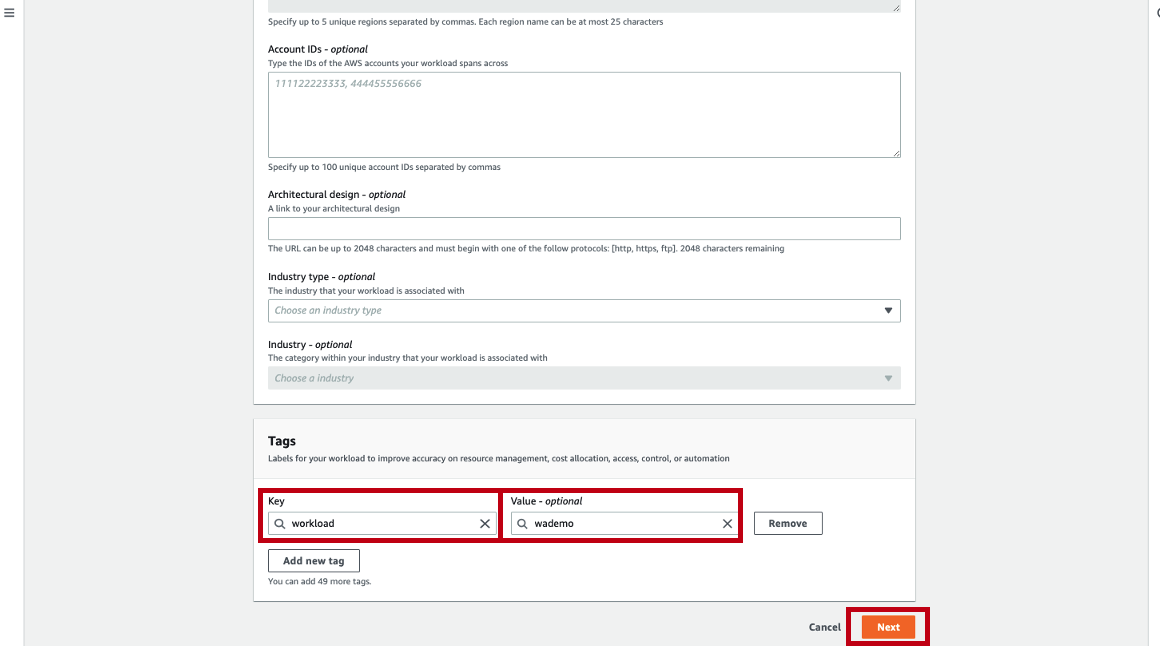 Specify up to 5 unique regions separated by commas. Each region name can be at most 25 characters
Account IDs - optional
Type the IDs of the AWS accounts your workload spans across
111122223333, 444455556666
Specify up to 100 unique account IDs separated by commas
Architectural design - optional
A link to your architectural design
The URL can be up to 2048 characters and must begin with one of the follow protocols: [http, https, ftp]. 2048 characters remaining
Industry type - optional
The industry that your workload is associated with
Choose an industry type
Industry - optional
The category within your industry that your workload is associated with
Choose a industry
Tags
Labels for your workload to improve accuracy on resource management, cost allocation, access, control, or automation
Key Value - optional
workload wademo Remove
Add new tag
You can add 49 more tags.
Cancel Next